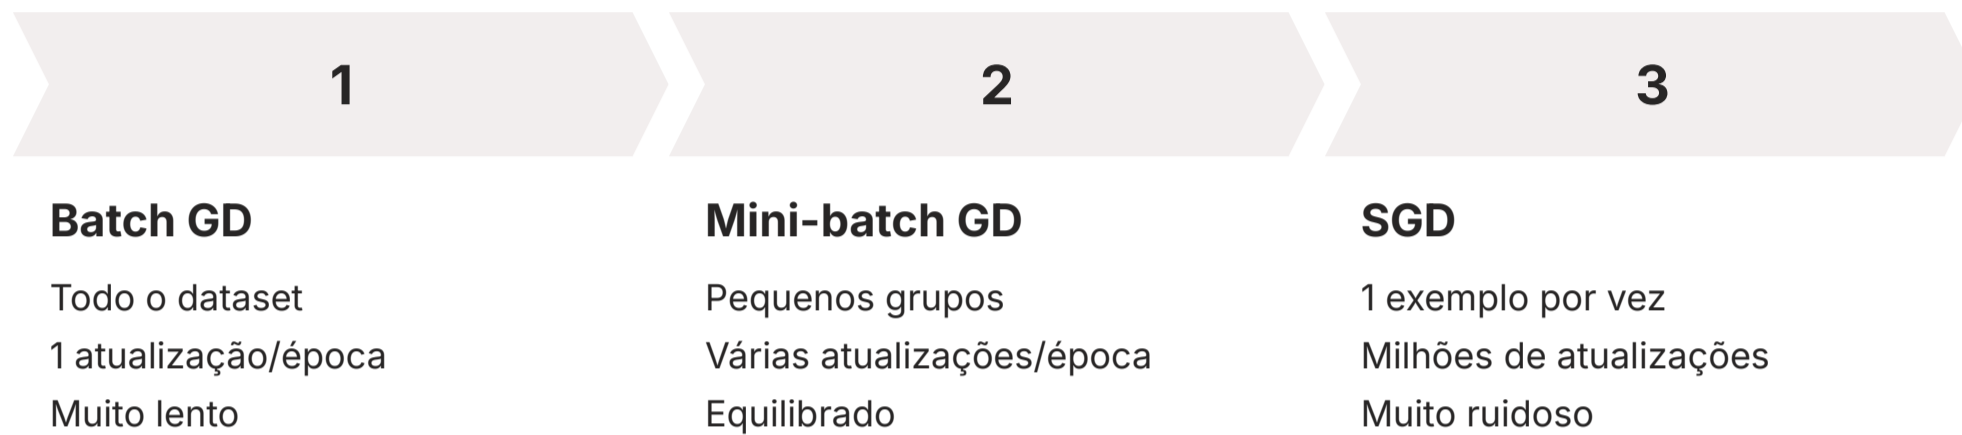 1
Batch GD
Todo o dataset
1 atualização/época
Muito lento
2
Mini-batch GD
Pequenos grupos
Várias atualizações/época
Equilibrado
3
SGD
1 exemplo por vez
Milhões de atualizações
Muito ruidoso